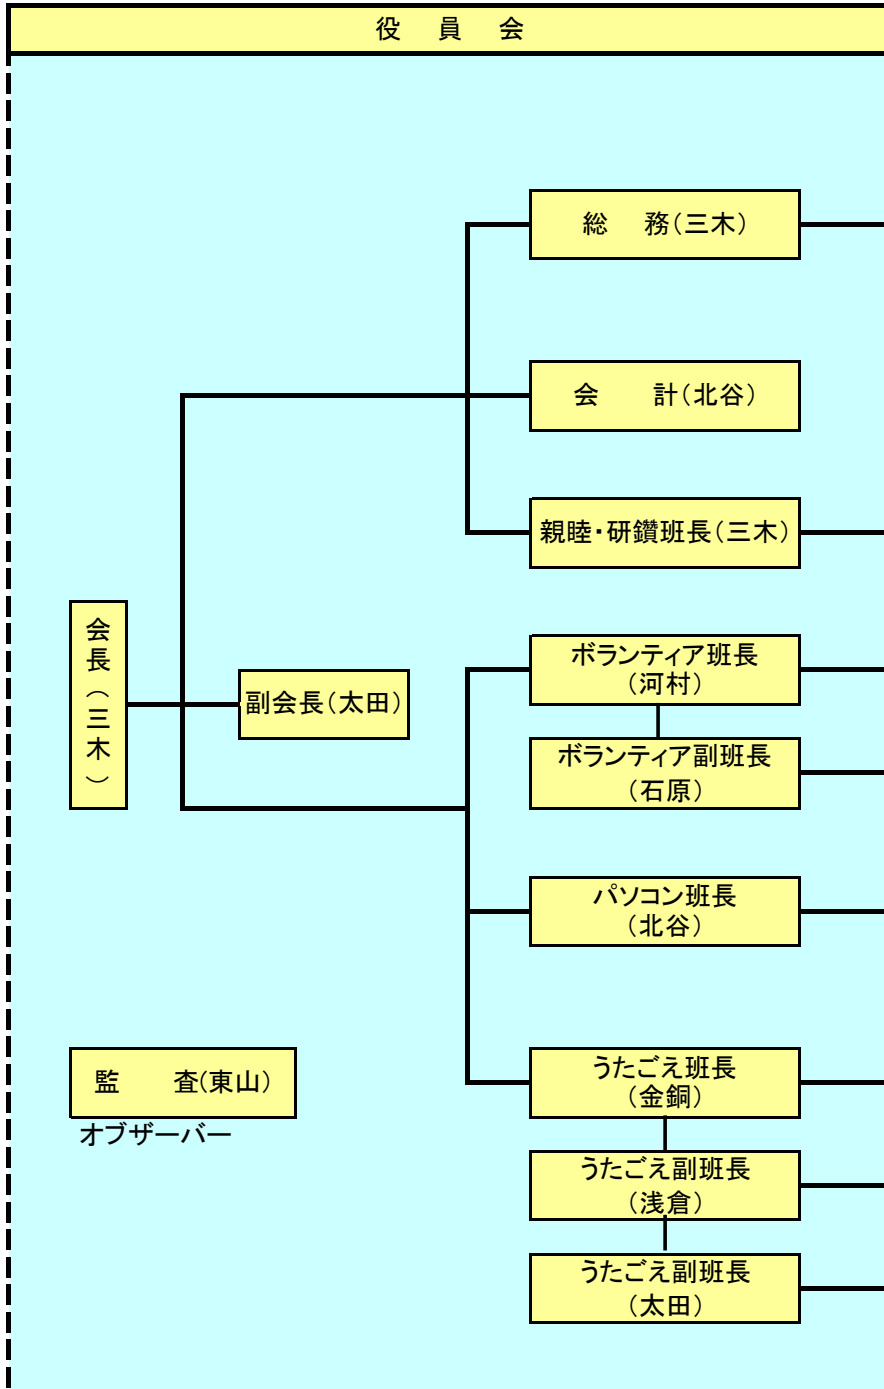 役　員　会
総　務(三木)
会　　計(北谷)
親睦・研鑽班長(三木)
会長(三木)
副会長(太田)
ボランティア班長
(河村)
ボランティア副班長
(石原)
パソコン班長
(北谷)
監　　査(東山)
オブザーバー
うたごえ班長
(金銅)
うたごえ副班長
(浅倉)
うたごえ副班長
(太田)